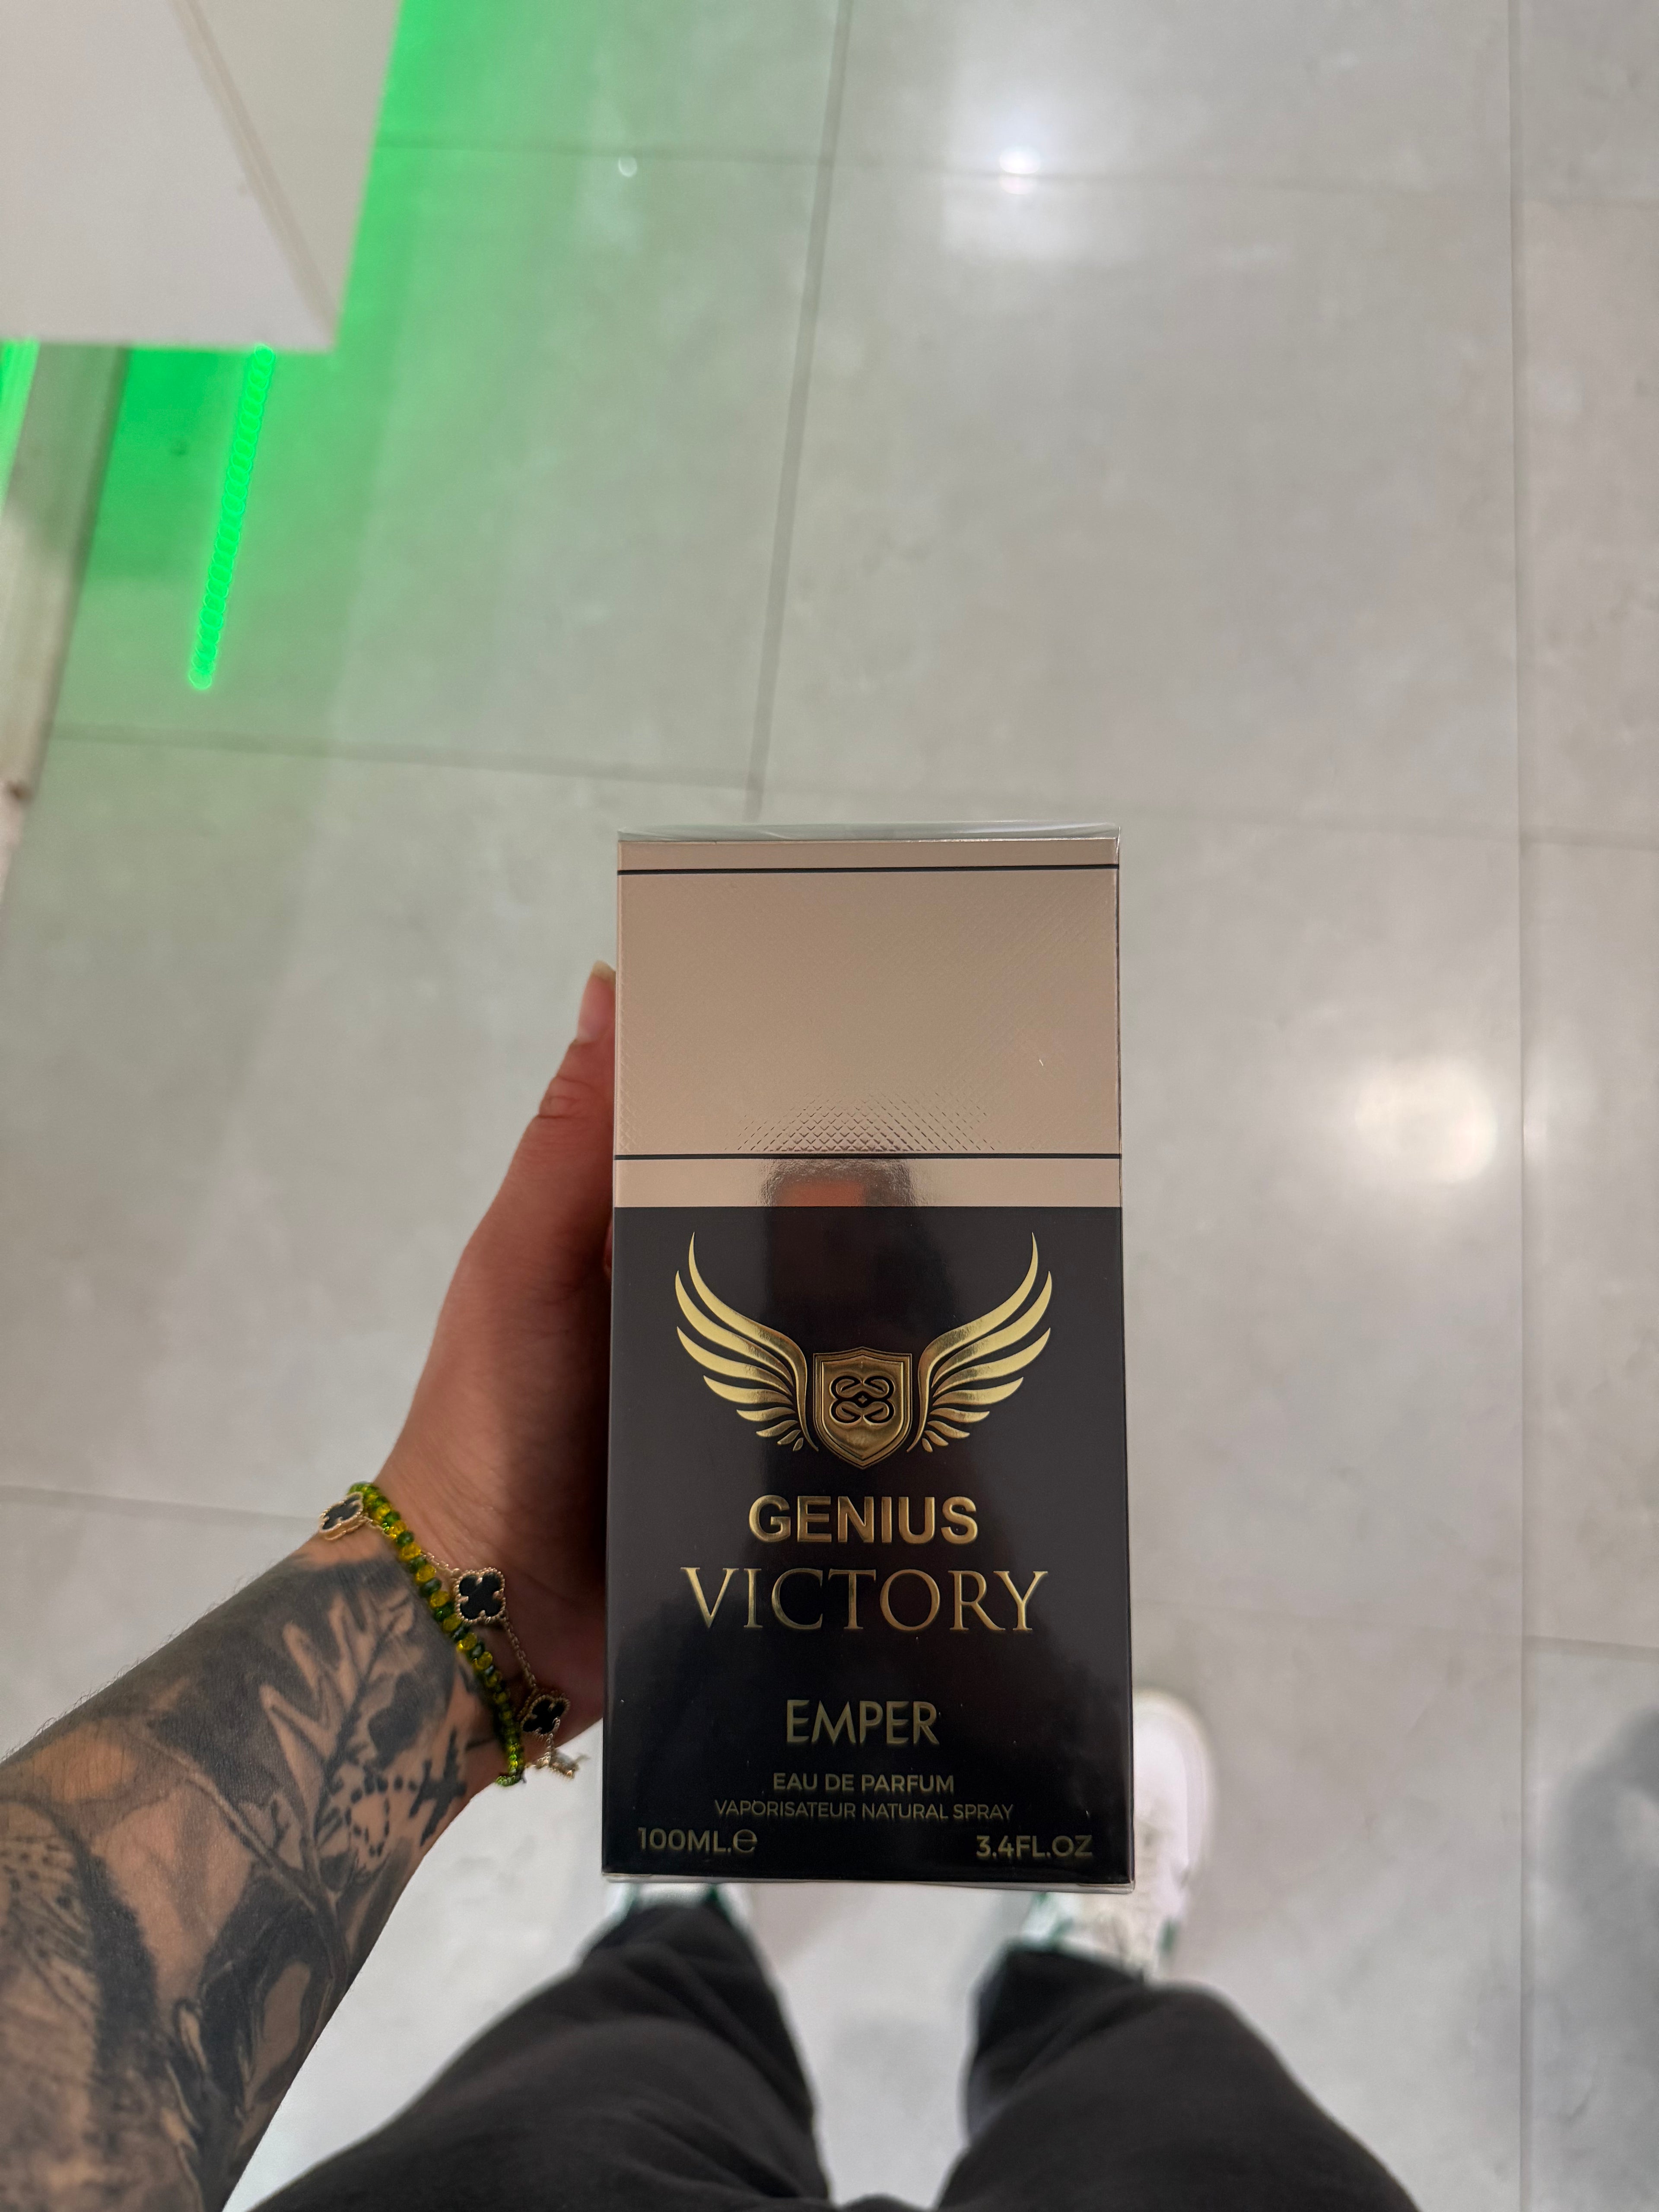 GENIUS
VICTORY
EMPER
EAU DE PARFUM
VAPORISATEUR NATURAL SPRAY
100ML.e 3.4FL.OZ